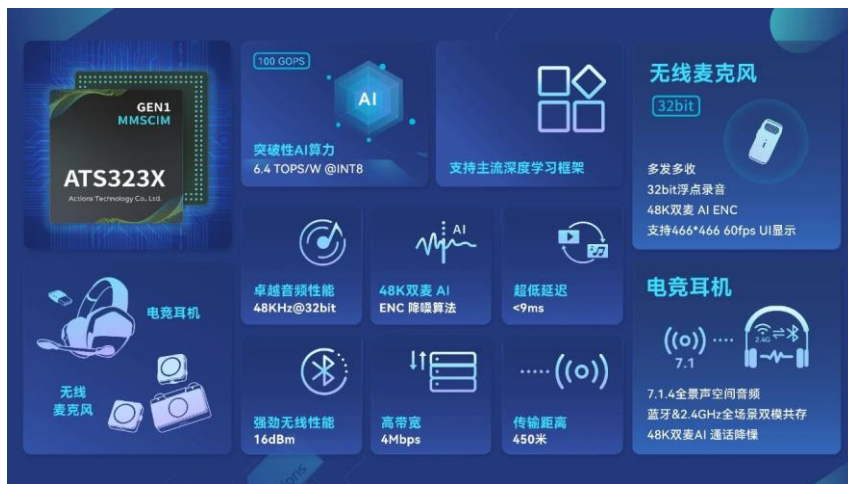 GEN1
MMSCIM
ATS323X
Actions Technology Co., Ltd.
100 GOPS
AI
突破性AI算力
6.4 TOPS/W @INT8
支持主流深度学习框架
无线麦克风
32bit
多发多收
32bit浮点录音
48K双麦 AI ENC
支持466*466 60fps UI显示
卓越音频性能
48KHz@32bit
AI
48K双麦 AI
ENC 降噪算法
超低延迟
<9ms
电竞耳机
无线
麦克风
强劲无线性能
16dBm
高带宽
4Mbps
传输距离
450米
电竞耳机
7.1
2.4G
7.1.4全景声空间音频
蓝牙&2.4GHz全场景双模共存
48K双麦AI 通话降噪